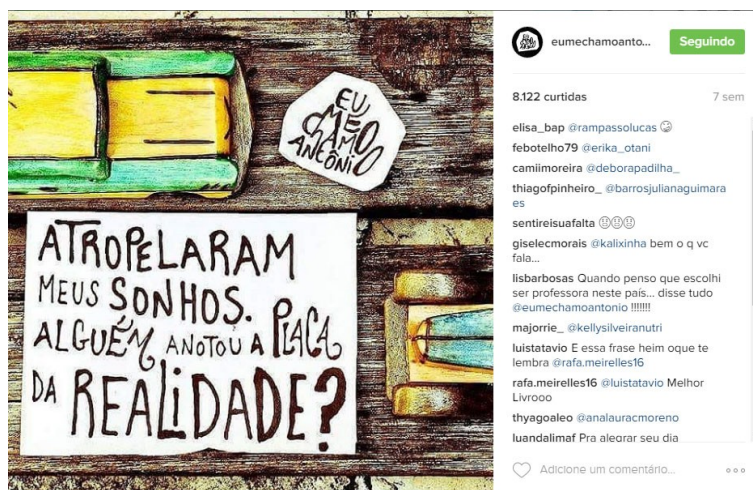 EU
ME
CHAMO
ANTÔNIO
ATROPELARAM
MEUS SONHOS.
ALGUÉM ANOTOU A PLACA
DA REALIDADE?
eumechamoanto...
Seguindo
8.122 curtidas
7 sem
elisa_bap @rampassolucas
febotelho79 @erika_otani
camiimoreira @deborapadilha_
thiagofpinheiro_ @barrosjulianaguimara
es
sentireisuafalta
giselecmorais @kalixinha bem o q vc
fala...
lisbarbosas Quando penso que escolhi
ser professora neste país... disse tudo
@eumechamoantonio !!!!!!!
majorrie_ @kellysilveiranutri
luistatavio E essa frase heim oque te
lembra @rafa.meirelles16
rafa.meirelles16 @luistatavio Melhor
Livrooo
thyagoaleo @analauracmoreno
luandalimaf Pra alegrar seu dia
Adicione um comentário...